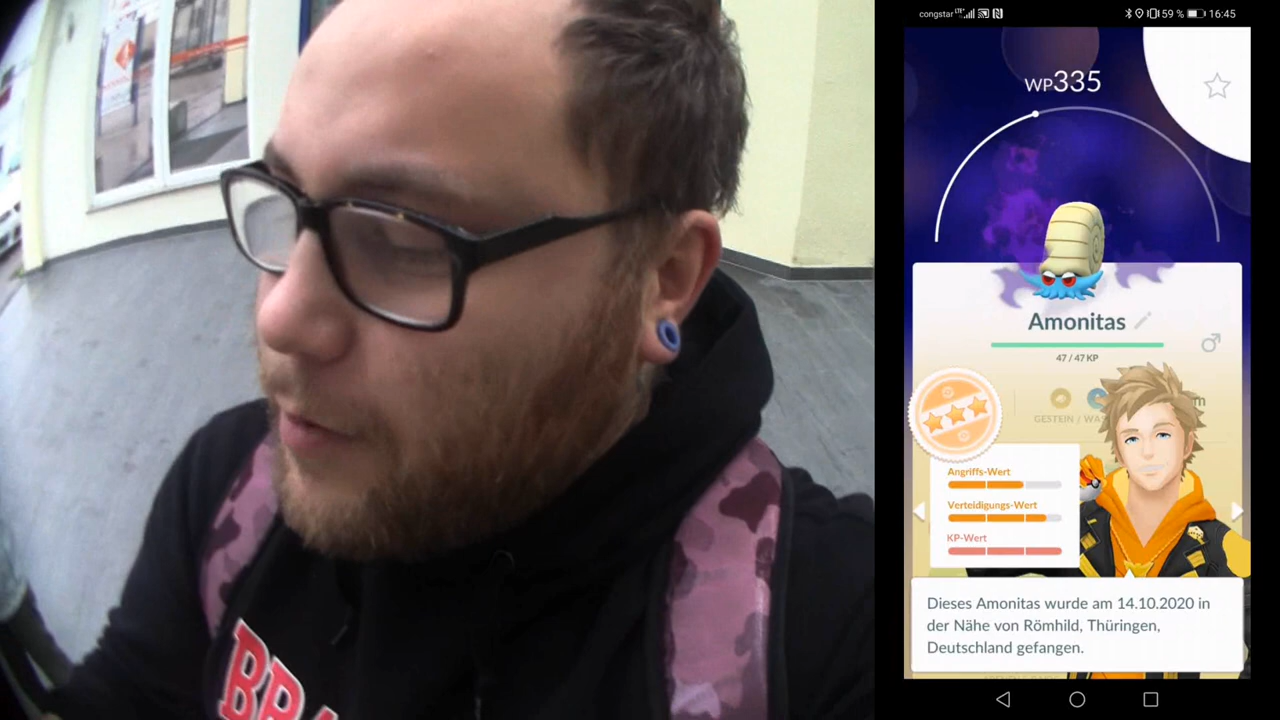 congstar
59 % 16:45
WP335
Amonitas
47 / 47 KP
GESTEIN / WA
m
Angriffs-Wert
Verteidigungs-Wert
KP-Wert
Dieses Amonitas wurde am 14.10.2020 in
der Nähe von Römhild, Thüringen,
Deutschland gefangen.